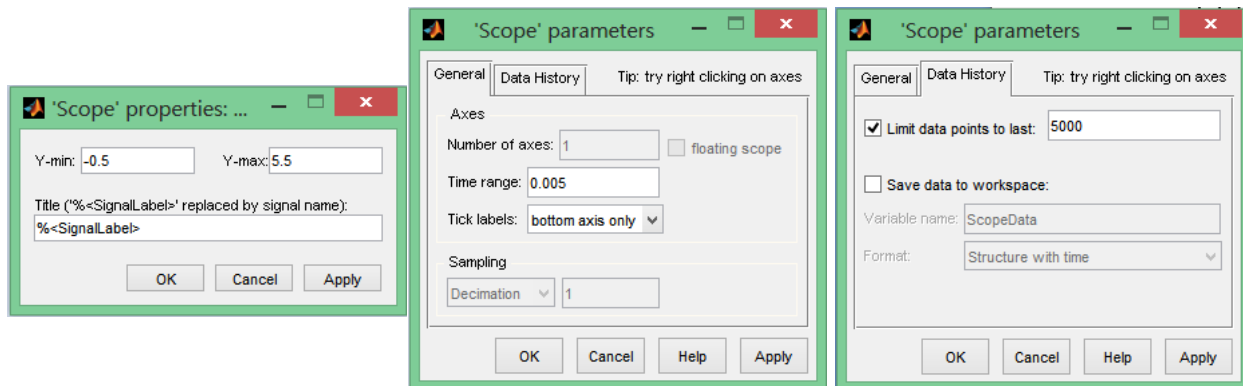 'Scope' properties: ...
Y-min: -0.5 Y-max: 5.5
Title ('%<SignalLabel>' replaced by signal name):
%<SignalLabel>
OK Cancel Apply
'Scope' parameters
General Data History Tip: try right clicking on axes
Axes
Number of axes: 1 floating scope
Time range: 0.005
Tick labels: bottom axis only
Sampling
Decimation 1
OK Cancel Help Apply
'Scope' parameters
General Data History Tip: try right clicking on axes
Limit data points to last: 5000
Save data to workspace:
Variable name: ScopeData
Format: Structure with time
OK Cancel Help Apply